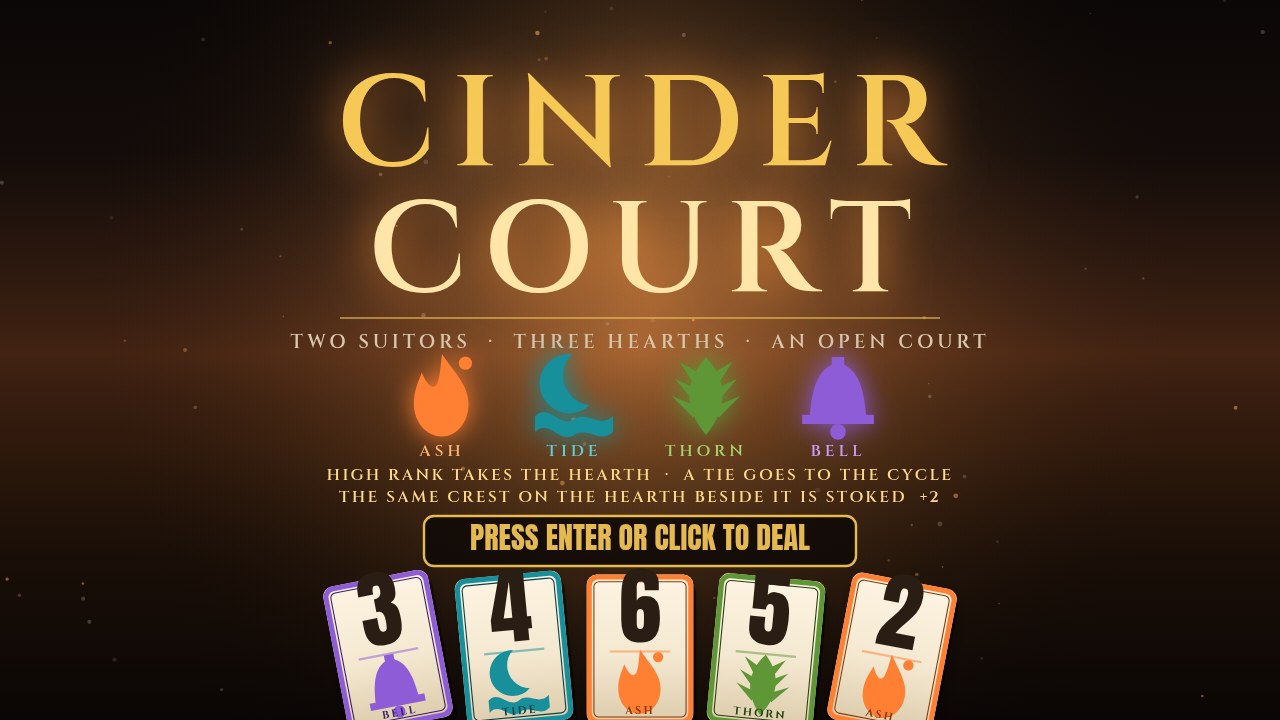 CINDER
COURT
TWO SUITORS · THREE HEARTHS · AN OPEN COURT
ASH TIDE THORN BELL
HIGH RANK TAKES THE HEARTH · A TIE GOES TO THE CYCLE
THE SAME CREST ON THE HEARTH BESIDE IT IS STOKED +2
PRESS ENTER OR CLICK TO DEAL
3 4 6 5 2
BELL TIDE ASH THORN ASH